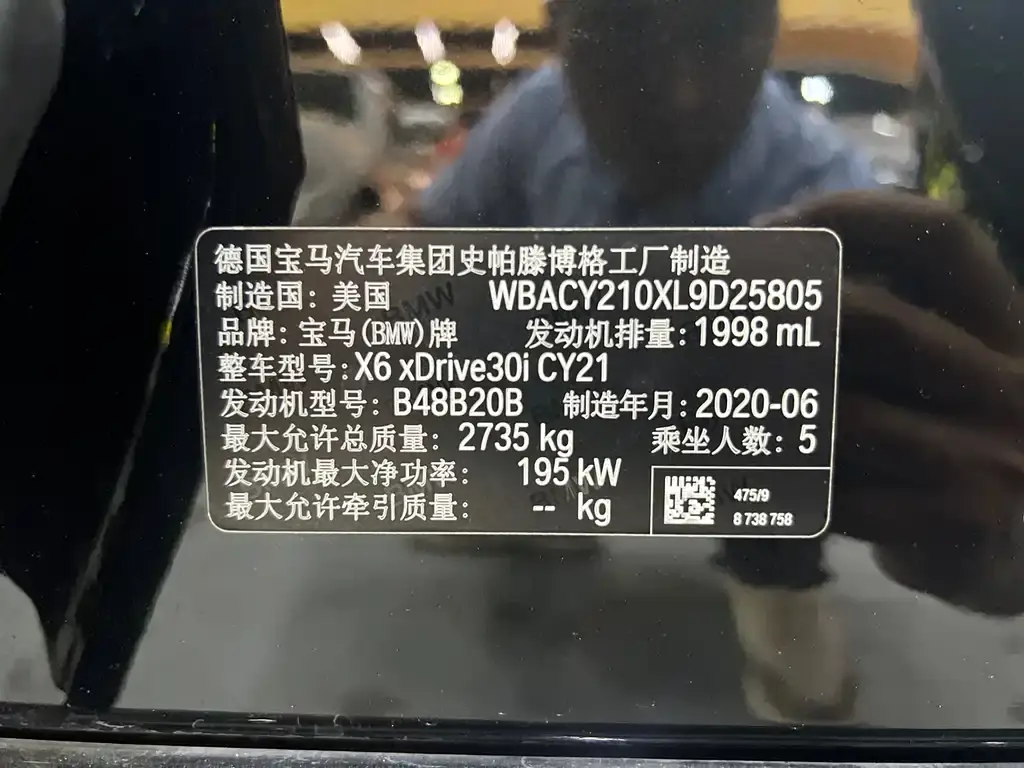 德国宝马汽车集团史帕滕博格工厂制造
制造国：美国 WBACY210XL9D25805
品牌：宝马(BMW)牌 发动机排量：1998 mL
整车型号：X6 xDrive30i CY21
发动机型号：B48B20B 制造年月：2020-06
最大允许总质量：2735 kg 乘坐人数：5
发动机最大净功率：195 kW
最大允许牵引质量：-- kg
475/9
8 738 758
BMW
BMW